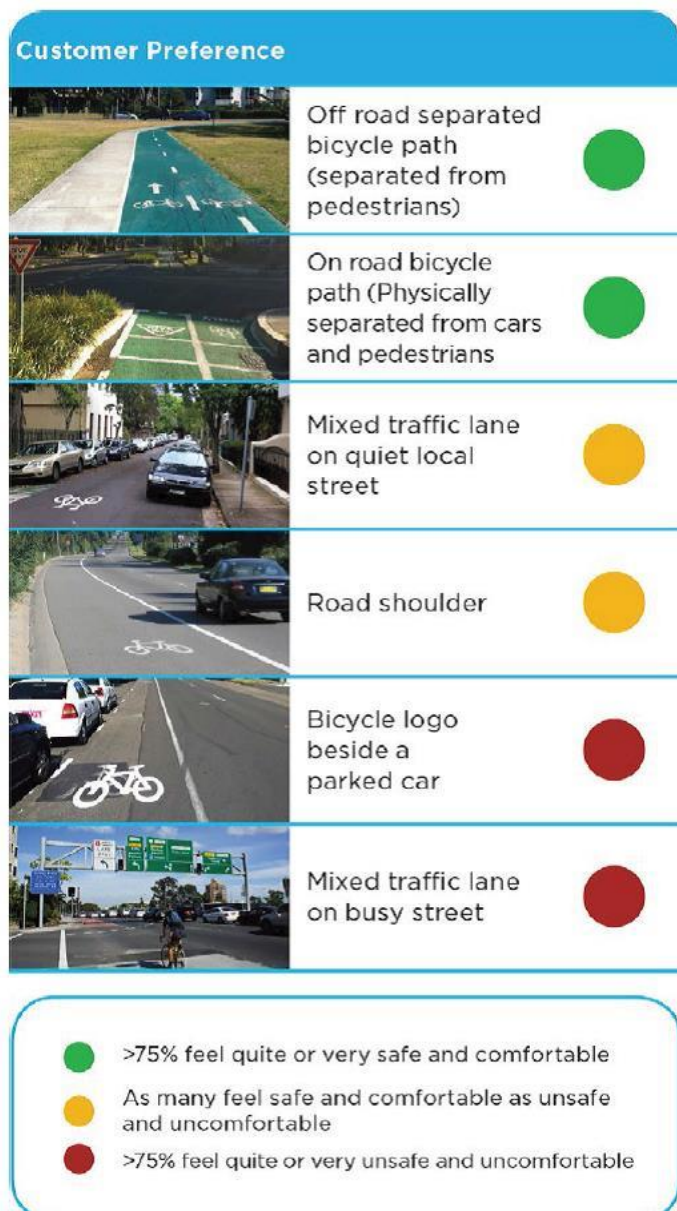 Customer Preference
Off road separated
bicycle path
(separated from
pedestrians)
On road bicycle
path (Physically
separated from cars
and pedestrians
Mixed traffic lane
on quiet local
street
Road shoulder
Bicycle logo
beside a
parked car
Mixed traffic lane
on busy street
>75% feel quite or very safe and comfortable
As many feel safe and comfortable as unsafe
and uncomfortable
>75% feel quite or very unsafe and uncomfortable